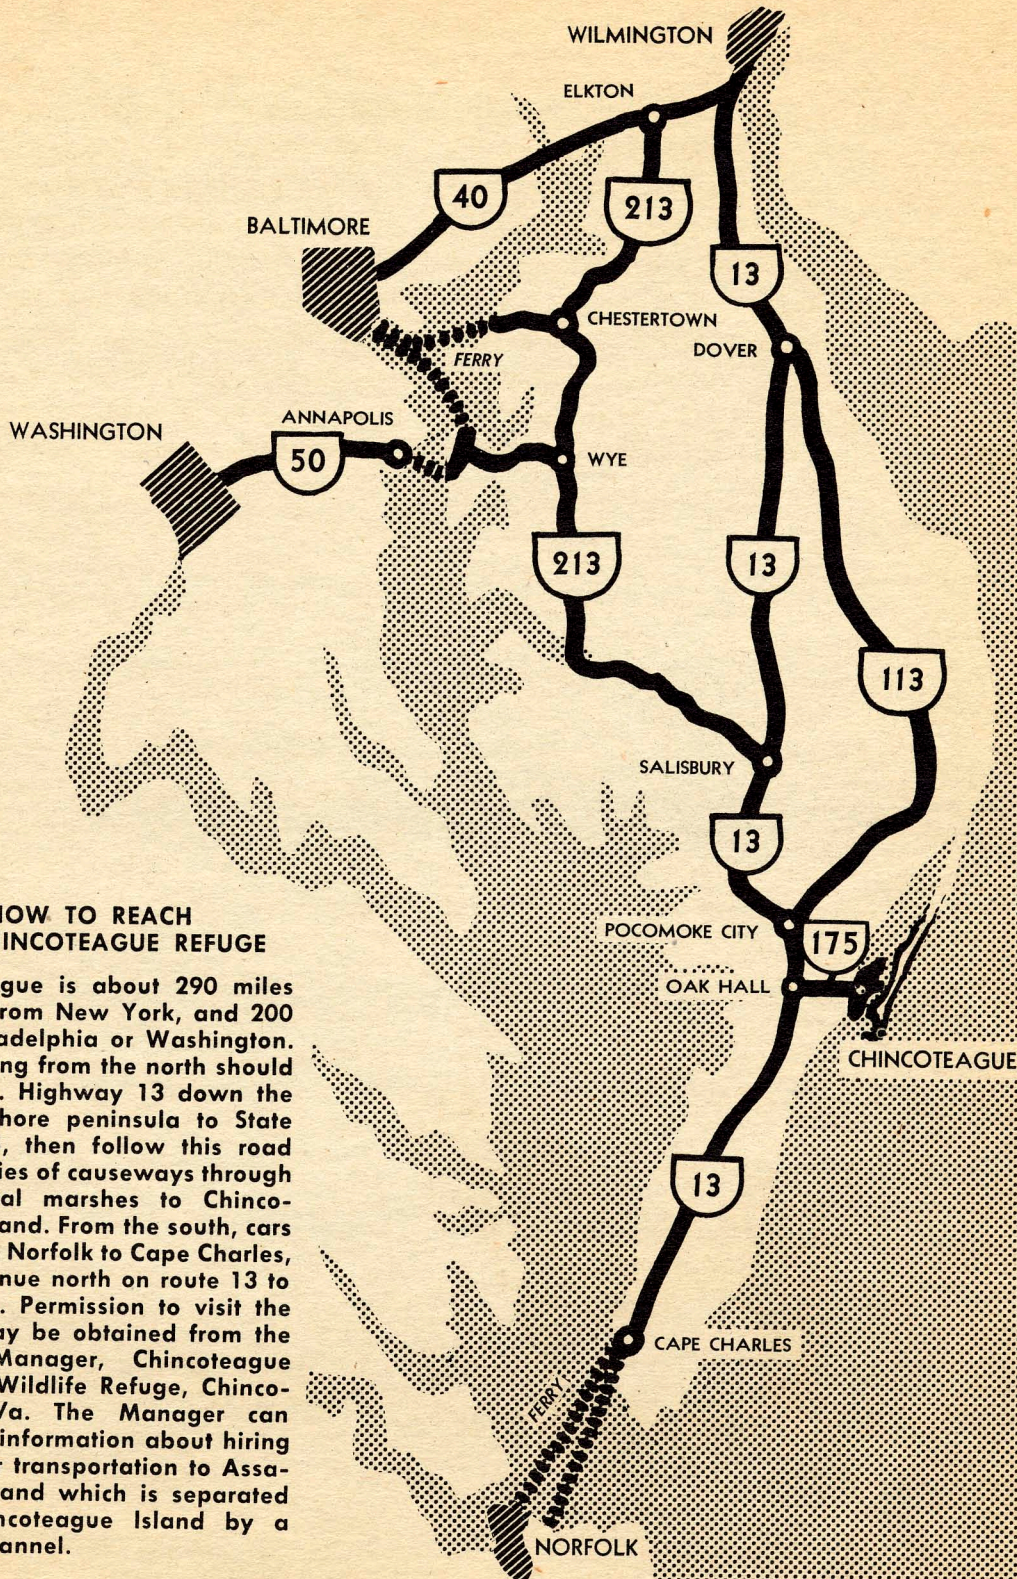 WILMINGTON
ELKTON
40
213
BALTIMORE
13
CHESTERTOWN
DOVER
FERRY
ANNAPOLIS
WASHINGTON
50
WYE
213
13
113
SALISBURY
13
POCOMOKE CITY
175
OAK HALL
CHINCOTEAGUE
13
CAPE CHARLES
FERRY
NORFOLK
HOW TO REACH
INCOTEAGUE REFUGE
gue is about 290 miles
rom New York, and 200
adelphia or Washington.
ing from the north should
. Highway 13 down the
hore peninsula to State
, then follow this road
ies of causeways through
al marshes to Chinco-
and. From the south, cars
Norfolk to Cape Charles,
nue north on route 13 to
. Permission to visit the
ay be obtained from the
Manager, Chincoteague
Wildlife Refuge, Chinco-
Va. The Manager can
information about hiring
r transportation to Assa-
and which is separated
ncoteague Island by a
annel.